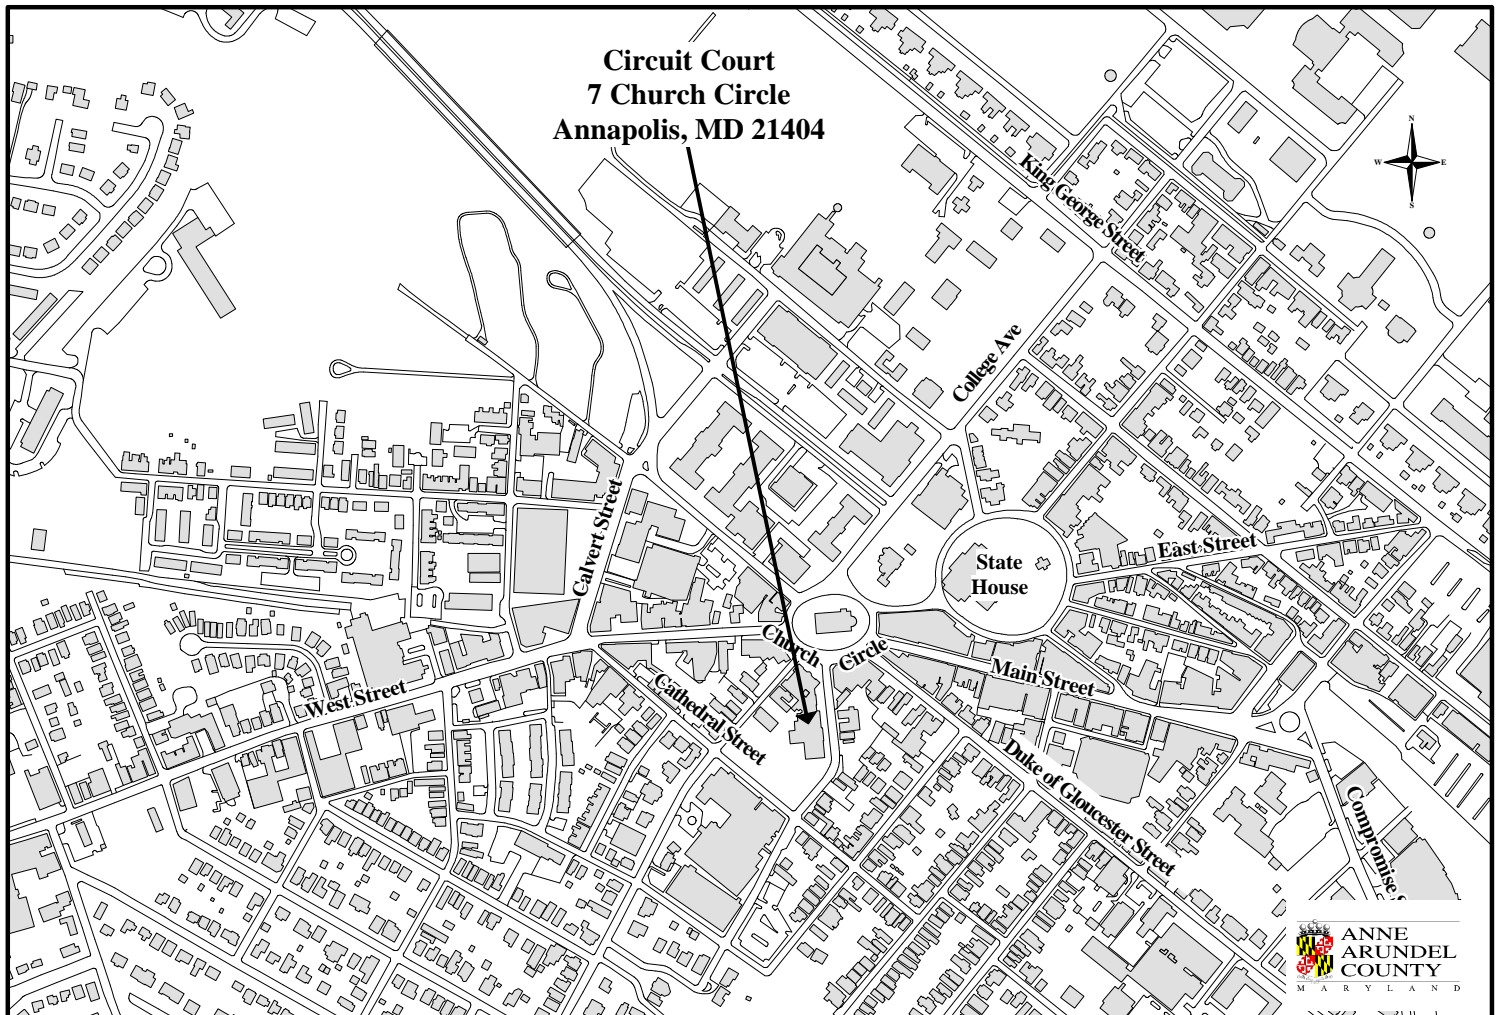 Circuit Court
7 Church Circle
Annapolis, MD 21404
N
W E
S
King George Street
College Ave
Calvert Street
East Street
State
House
Church Circle
Main Street
West Street
Cathedral Street
Duke of Gloucester Street
Compromise
ANNE
ARUNDEL
COUNTY
MARYLAND